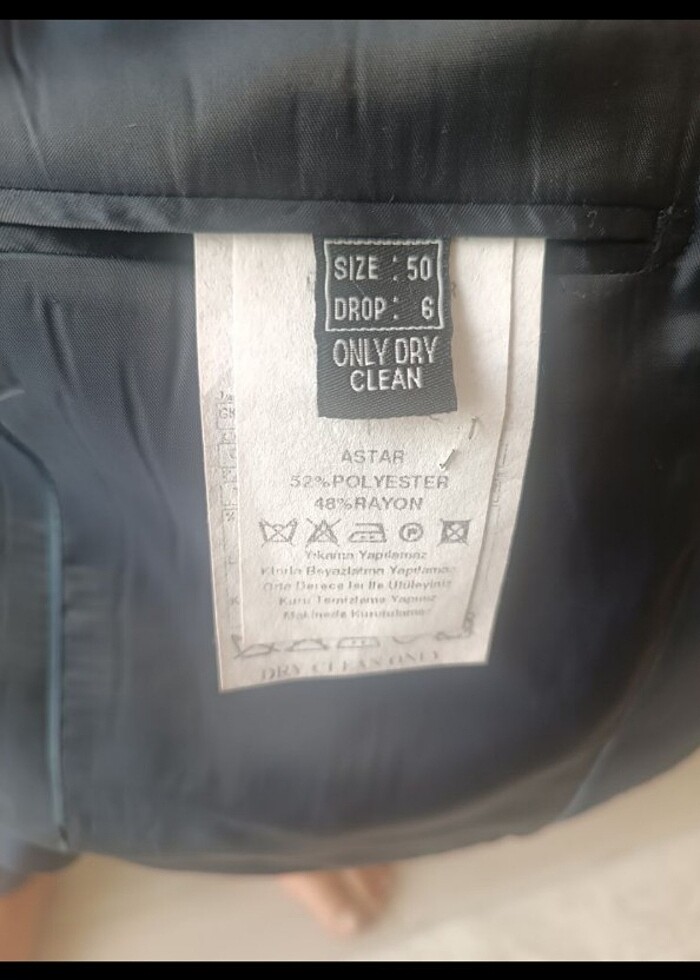 SIZE : 50
DROP : 6
ONLY DRY
CLEAN
ASTAR
52%POLYESTER
48%RAYON
Yıkama Yapılamaz
Klorla Beyazlatma Yapılamaz
Orta Derece Isı İle Ütüleyiniz
Kuru Temizleme Yapınız
Makinede Kurutulamaz
DRY CLEAN ONLY